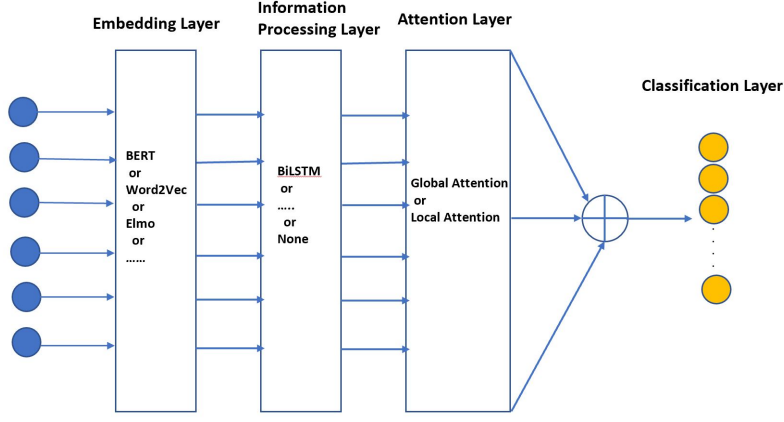 Embedding Layer
Information
Processing Layer
Attention Layer
Classification Layer
BERT
or
Word2Vec
or
Elmo
or
......
BiLSTM
or
.....
or
None
Global Attention
or
Local Attention